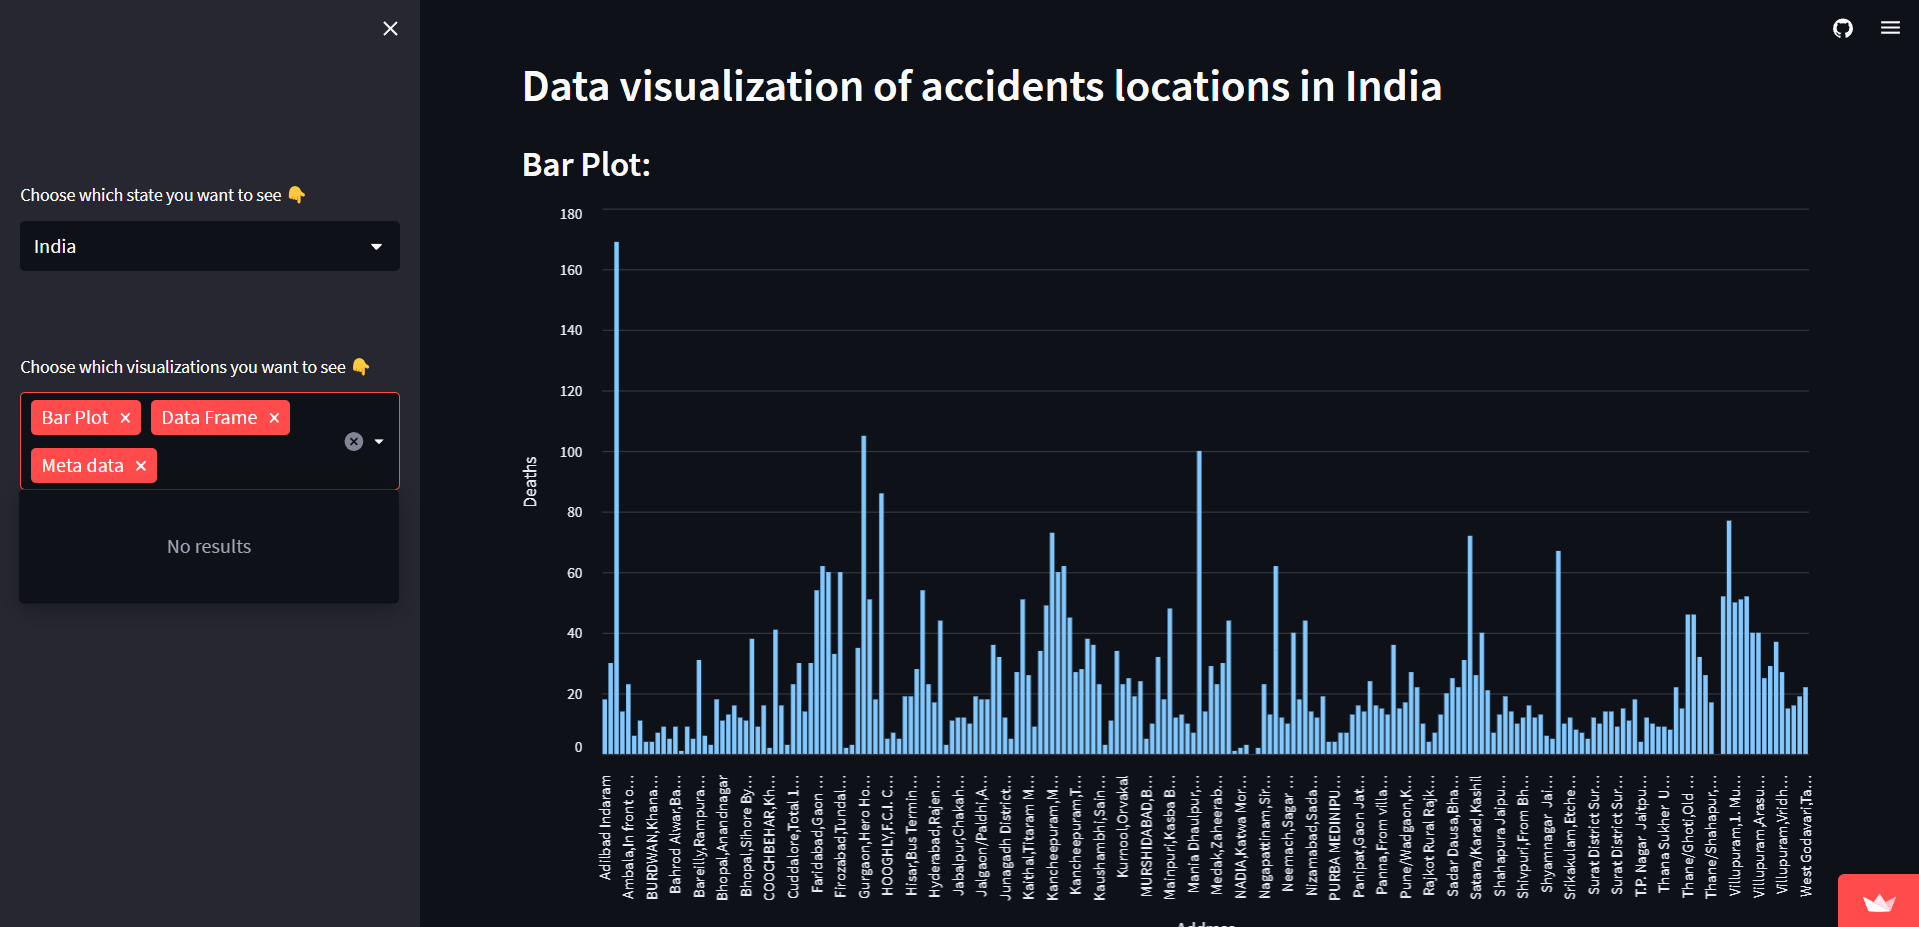 Data visualization of accidents locations in India
Choose which state you want to see 👇
India
Choose which visualizations you want to see 👇
Bar Plot
Data Frame
Meta data
No results
Bar Plot:
180
160
140
120
100
80
60
40
20
0
Deaths
Adilbad Indaram
Ambala,In front o...
BURDWAN,Khana...
Bahrod Alwar,Ba...
Bareilly,Rampura...
Bhopal,Anandnagar
Bhopal,SIhore By...
COOCHBEHAR,Kh...
Cuddalore,Total 1...
Faridabad,Gaon ...
Firozabad,Tundal...
Gurgaon,Hero Ho...
HOOGHLY,F.C.I. C...
Hisar,Bus Termin...
Hyderabad,Rajen...
Jabalpur,Chakah...
Jalgaon/Paldhi,A...
Junagadh District...
Kaithal,Titaram M...
Kancheepuram,M...
Kancheepuram,T...
Kaushambhi,Sain...
Kurnool,Orvakal
MURSHIDABAD,B...
Mainpuri,Kasba B...
Mania Dhaulpur,...
Medak,Zaheerab...
NADIA,Katwa Mor...
Nagapattinam,Sir...
Neemach,Sagar ...
Nizamabad,Sada...
PURBA MEDINIPU...
Panipat,Gaon Jat...
Panna,From villa...
Pune/Wadgaon,K...
Rajkot Rural Rajk...
Sadar Dausa,Bha...
Satara/Karad,Kashil
Shahapura Jaipu...
Shivpuri,From Bh...
Shyamnagar Jai...
Srikakulam,Etche...
Surat District Sur...
Surat District Sur...
T.P. Nagar Jaitpu...
Thana Sukher U...
Thane/Ghoti,Old ...
Thane/Shahapur,...
Villupuram,1. Mu...
Villupuram,Arasu...
Villupuram,Vridh...
West Godavari,Ta...
Address